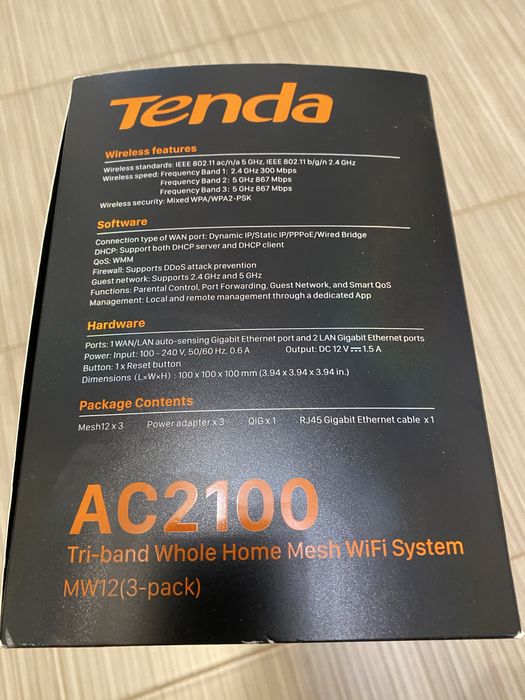 Tenda
Wireless features
Wireless standards: IEEE 802.11 ac/n/a 5 GHz, IEEE 802.11 b/g/n 2.4 GHz
Wireless speed: Frequency Band 1: 2.4 GHz 300 Mbps
Frequency Band 2: 5 GHz 867 Mbps
Frequency Band 3: 5 GHz 867 Mbps
Wireless security: Mixed WPA/WPA2-PSK
Software
Connection type of WAN port: Dynamic IP/Static IP/PPPoE/Wired Bridge
DHCP: Support both DHCP server and DHCP client
QoS: WMM
Firewall: Supports DDoS attack prevention
Guest network: Supports 2.4 GHz and 5 GHz
Functions: Parental Control, Port Forwarding, Guest Network, and Smart QoS
Management: Local and remote management through a dedicated App
Hardware
Ports: 1 WAN/LAN auto-sensing Gigabit Ethernet port and 2 LAN Gigabit Ethernet ports
Power: Input: 100 - 240 V, 50/60 Hz, 0.6 A Output: DC 12 V ⎓ 1.5 A
Button: 1 x Reset button
Dimensions (L×W×H) : 100 x 100 x 100 mm (3.94 x 3.94 x 3.94 in.)
Package Contents
Mesh12 x 3 Power adapter x 3 QIG x 1 RJ45 Gigabit Ethernet cable x 1
AC2100
Tri-band Whole Home Mesh WiFi System
MW12(3-pack)